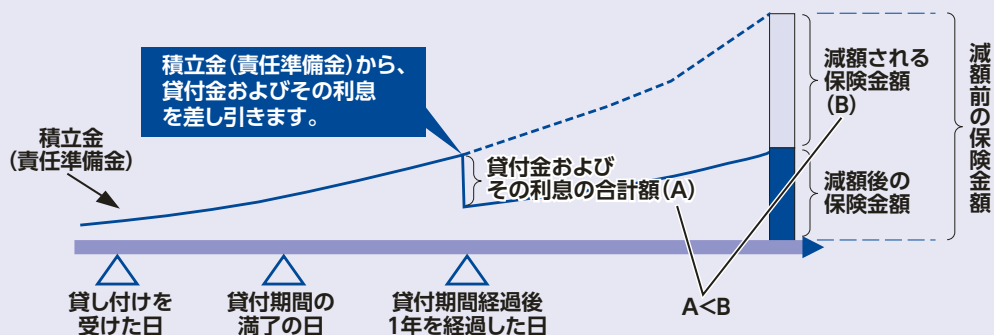 積立金(責任準備金)から、
貸付金およびその利息
を差し引きます。
積立金
(責任準備金)
貸付金および
その利息の合計額(A)
減額される
保険金額
(B)
減額後の
保険金額
減額前の保険金額
貸し付けを
受けた日
貸付期間の
満了の日
貸付期間経過後
1年を経過した日
A<B